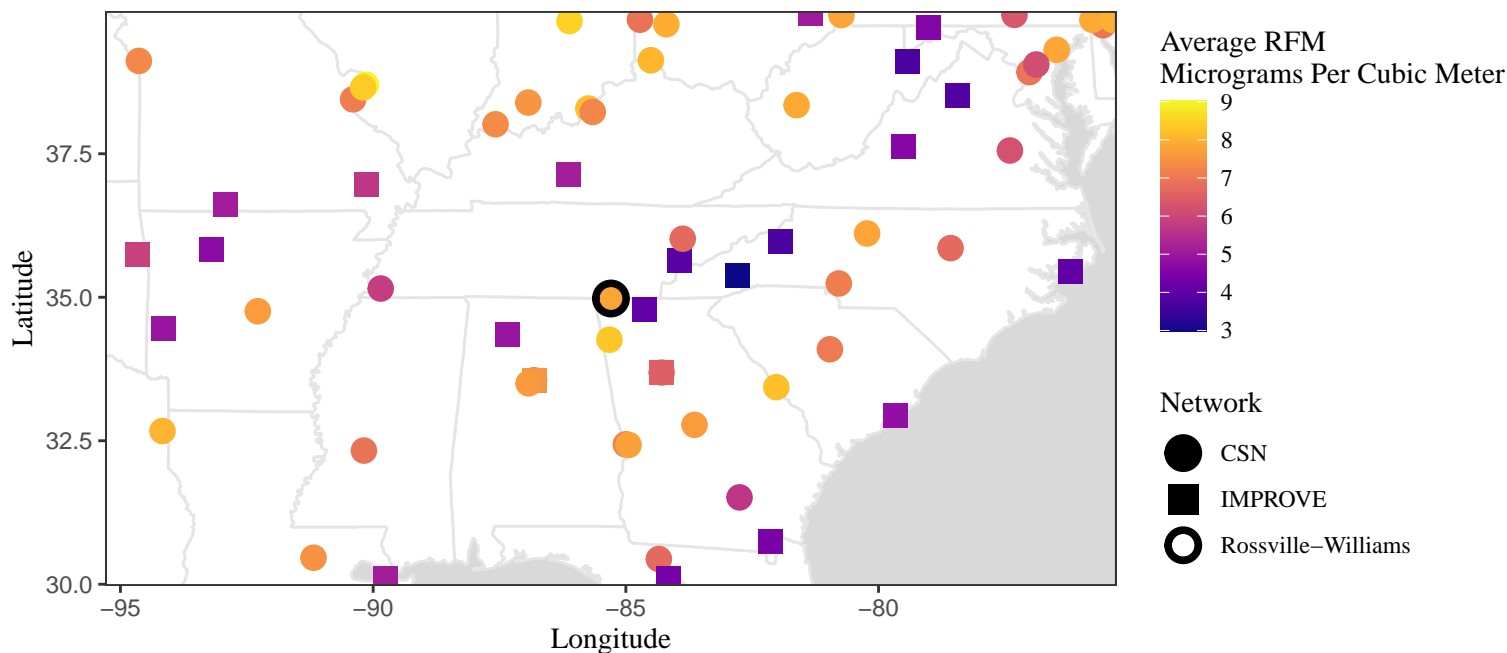 Average RFM
Micrograms Per Cubic Meter
9
8
7
6
5
4
3
Network
CSN
IMPROVE
Rossville−Williams
37.5
35.0
32.5
30.0
Latitude
−95
−90
−85
−80
Longitude